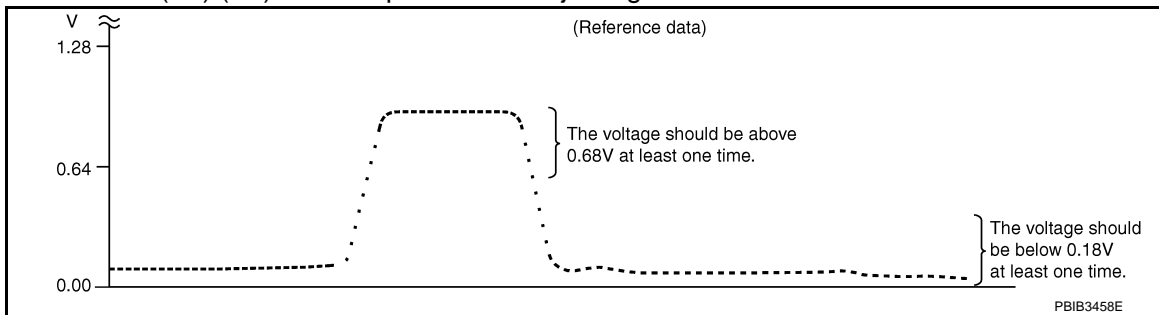 V
(Reference data)
1.28
The voltage should be above
0.68V at least one time.
0.64
The voltage should
be below 0.18V
at least one time.
0.00
PBIB3458E